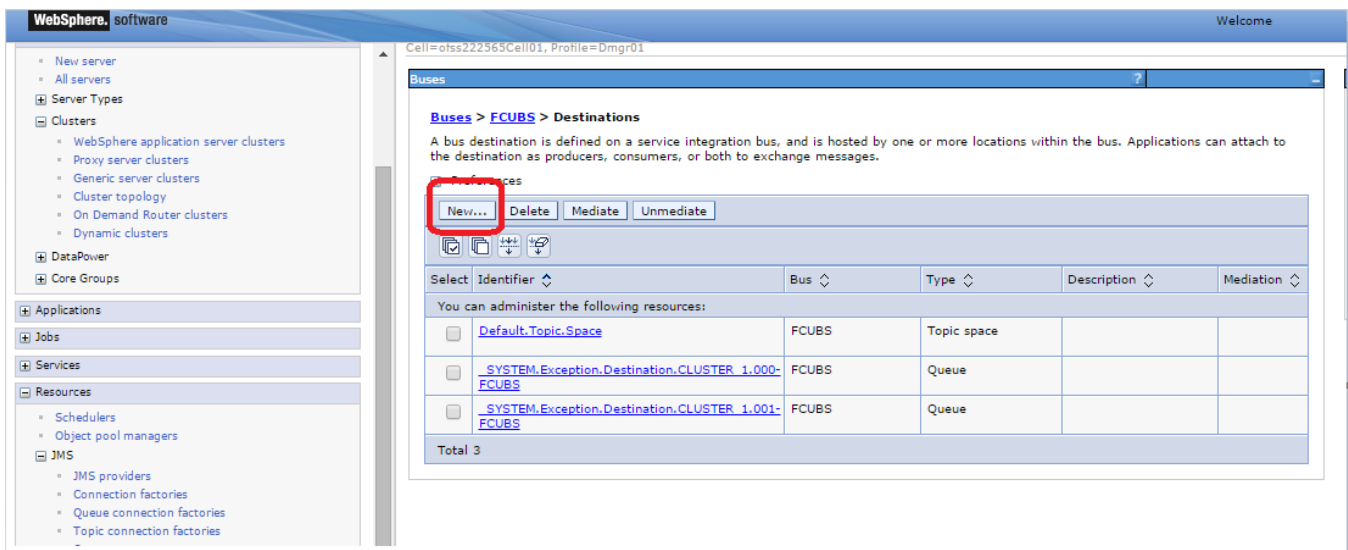 WebSphere. software
Welcome
New server
All servers
Server Types
Clusters
WebSphere application server clusters
Proxy server clusters
Generic server clusters
Cluster topology
On Demand Router clusters
Dynamic clusters
DataPower
Core Groups
Applications
Jobs
Services
Resources
Schedulers
Object pool managers
JMS
JMS providers
Connection factories
Queue connection factories
Topic connection factories
Cell=ofss222565Cell01, Profile=Dmgr01
Buses ? -
Buses > FCUBS > Destinations
A bus destination is defined on a service integration bus, and is hosted by one or more locations within the bus. Applications can attach to
the destination as producers, consumers, or both to exchange messages.
Preferences
New... Delete Mediate Unmediate
Select Identifier Bus Type Description Mediation
You can administer the following resources:
Default.Topic.Space FCUBS Topic space
_SYSTEM.Exception.Destination.CLUSTER_1.000- FCUBS Queue
FCUBS
_SYSTEM.Exception.Destination.CLUSTER_1.001- FCUBS Queue
FCUBS
Total 3